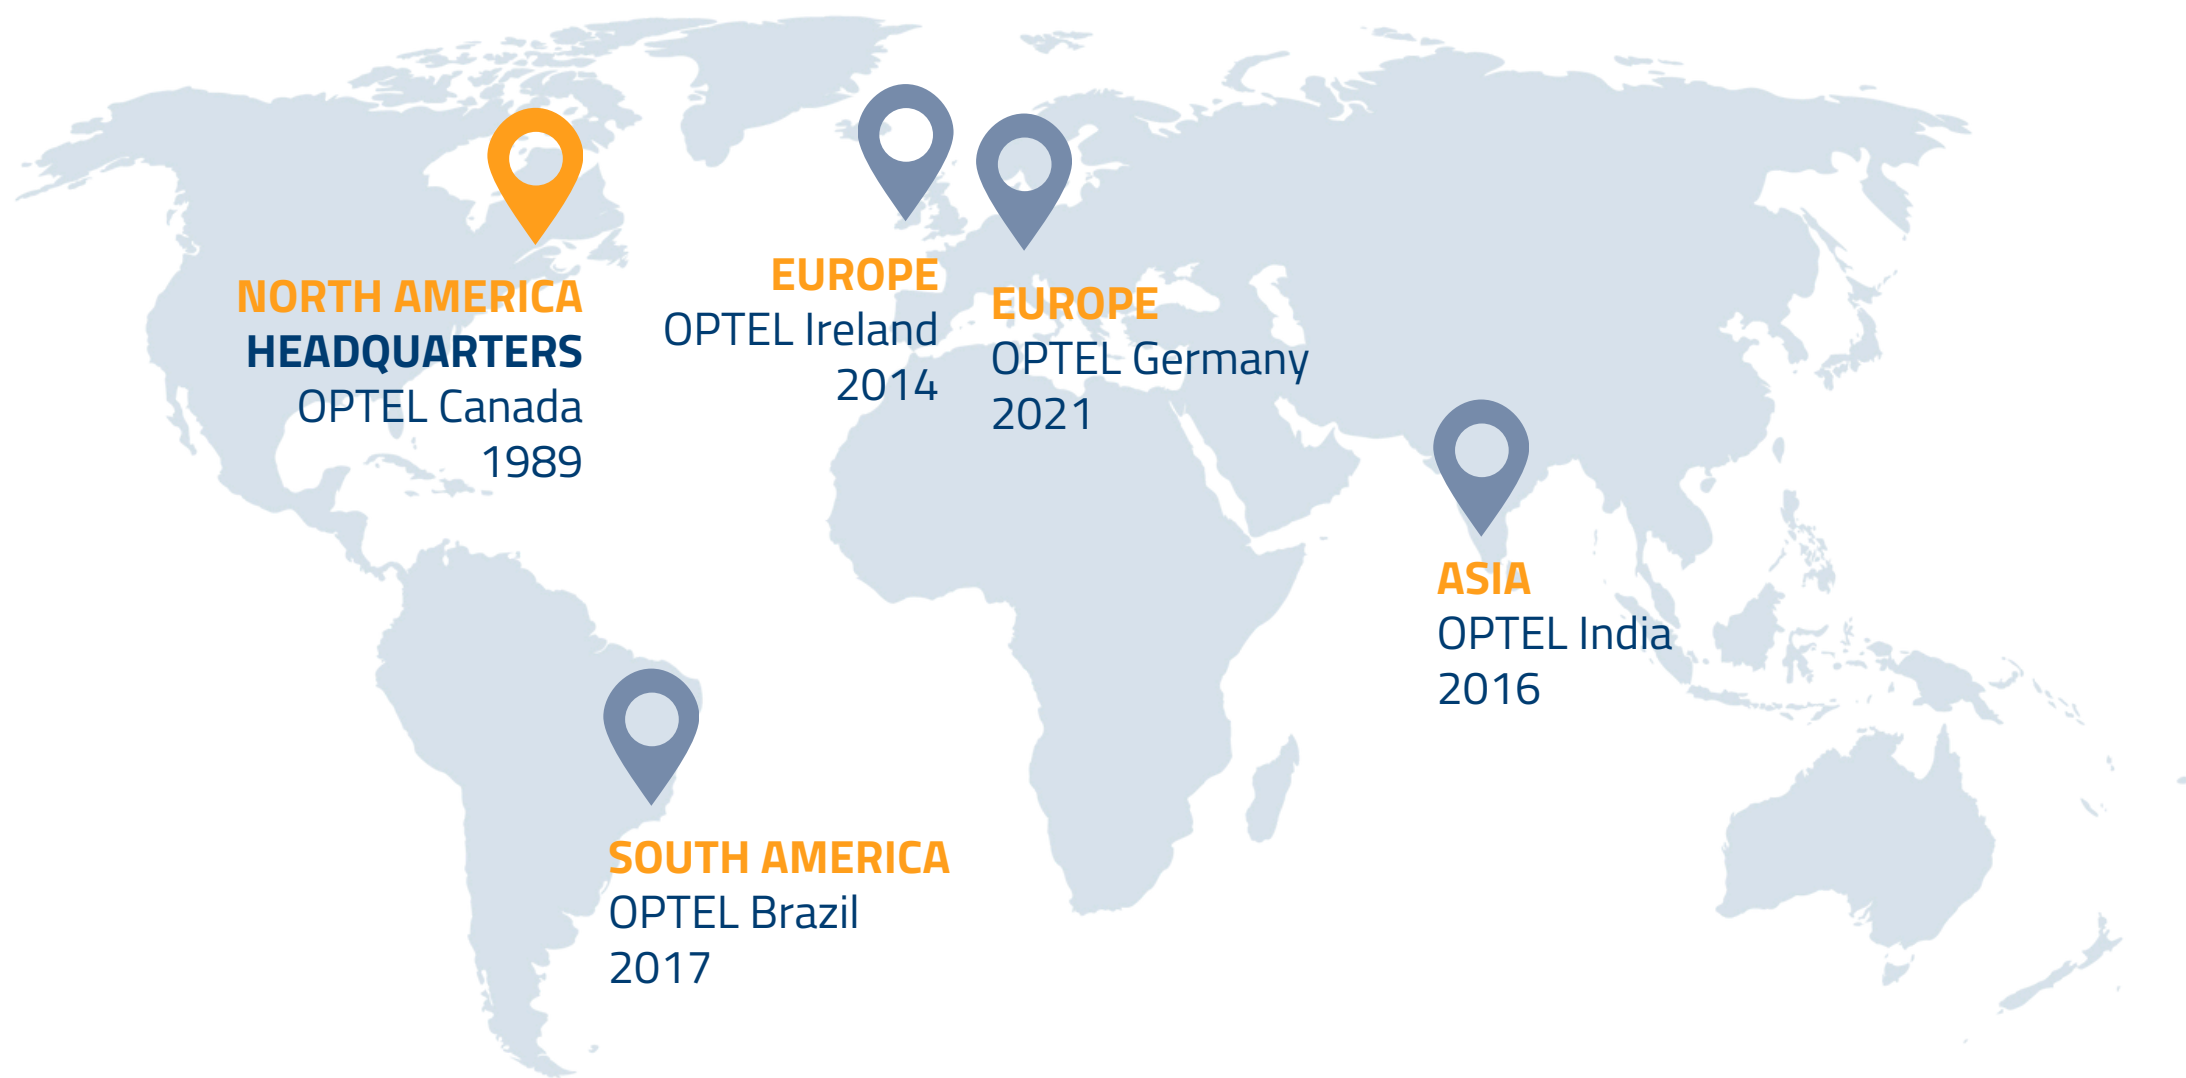 NORTH AMERICA
HEADQUARTERS
OPTEL Canada
1989
EUROPE
OPTEL Ireland
2014
EUROPE
OPTEL Germany
2021
ASIA
OPTEL India
2016
SOUTH AMERICA
OPTEL Brazil
2017